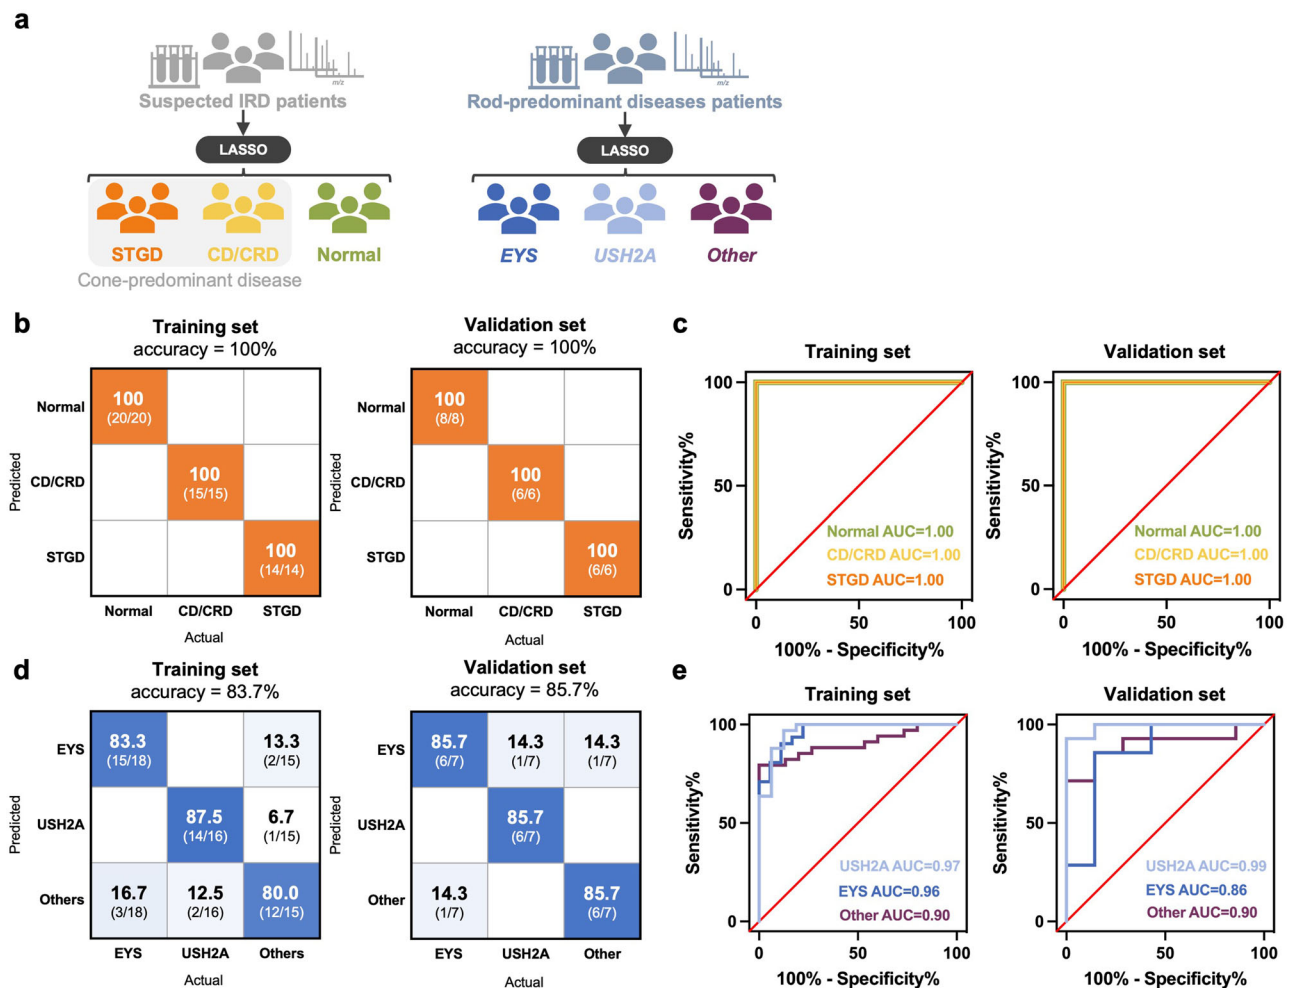 a
m/z
m/z
Suspected IRD patients
Rod-predominant diseases patients
LASSO
LASSO
STGD
CD/CRD
Normal
EYS
USH2A
Other
Cone-predominant disease
b
Training set
accuracy = 100%
Predicted
Normal
CD/CRD
STGD
100
(20/20)
100
(15/15)
100
(14/14)
Normal
CD/CRD
STGD
Actual
Validation set
accuracy = 100%
Predicted
Normal
CD/CRD
STGD
100
(8/8)
100
(6/6)
100
(6/6)
Normal
CD/CRD
STGD
Actual
c
Training set
Sensitivity%
100
50
0
Normal AUC=1.00
CD/CRD AUC=1.00
STGD AUC=1.00
0
50
100
100% - Specificity%
Validation set
Sensitivity%
100
50
0
Normal AUC=1.00
CD/CRD AUC=1.00
STGD AUC=1.00
0
50
100
100% - Specificity%
d
Training set
accuracy = 83.7%
Predicted
EYS
USH2A
Others
83.3
(15/18)
13.3
(2/15)
87.5
(14/16)
6.7
(1/15)
16.7
(3/18)
12.5
(2/16)
80.0
(12/15)
EYS
USH2A
Others
Actual
Validation set
accuracy = 85.7%
Predicted
EYS
USH2A
Other
85.7
(6/7)
14.3
(1/7)
14.3
(1/7)
85.7
(6/7)
14.3
(1/7)
85.7
(6/7)
EYS
USH2A
Other
Actual
e
Training set
Sensitivity%
100
50
0
USH2A AUC=0.97
EYS AUC=0.96
Other AUC=0.90
0
50
100
100% - Specificity%
Validation set
Sensitivity%
100
50
0
USH2A AUC=0.99
EYS AUC=0.86
Other AUC=0.90
0
50
100
100% - Specificity%